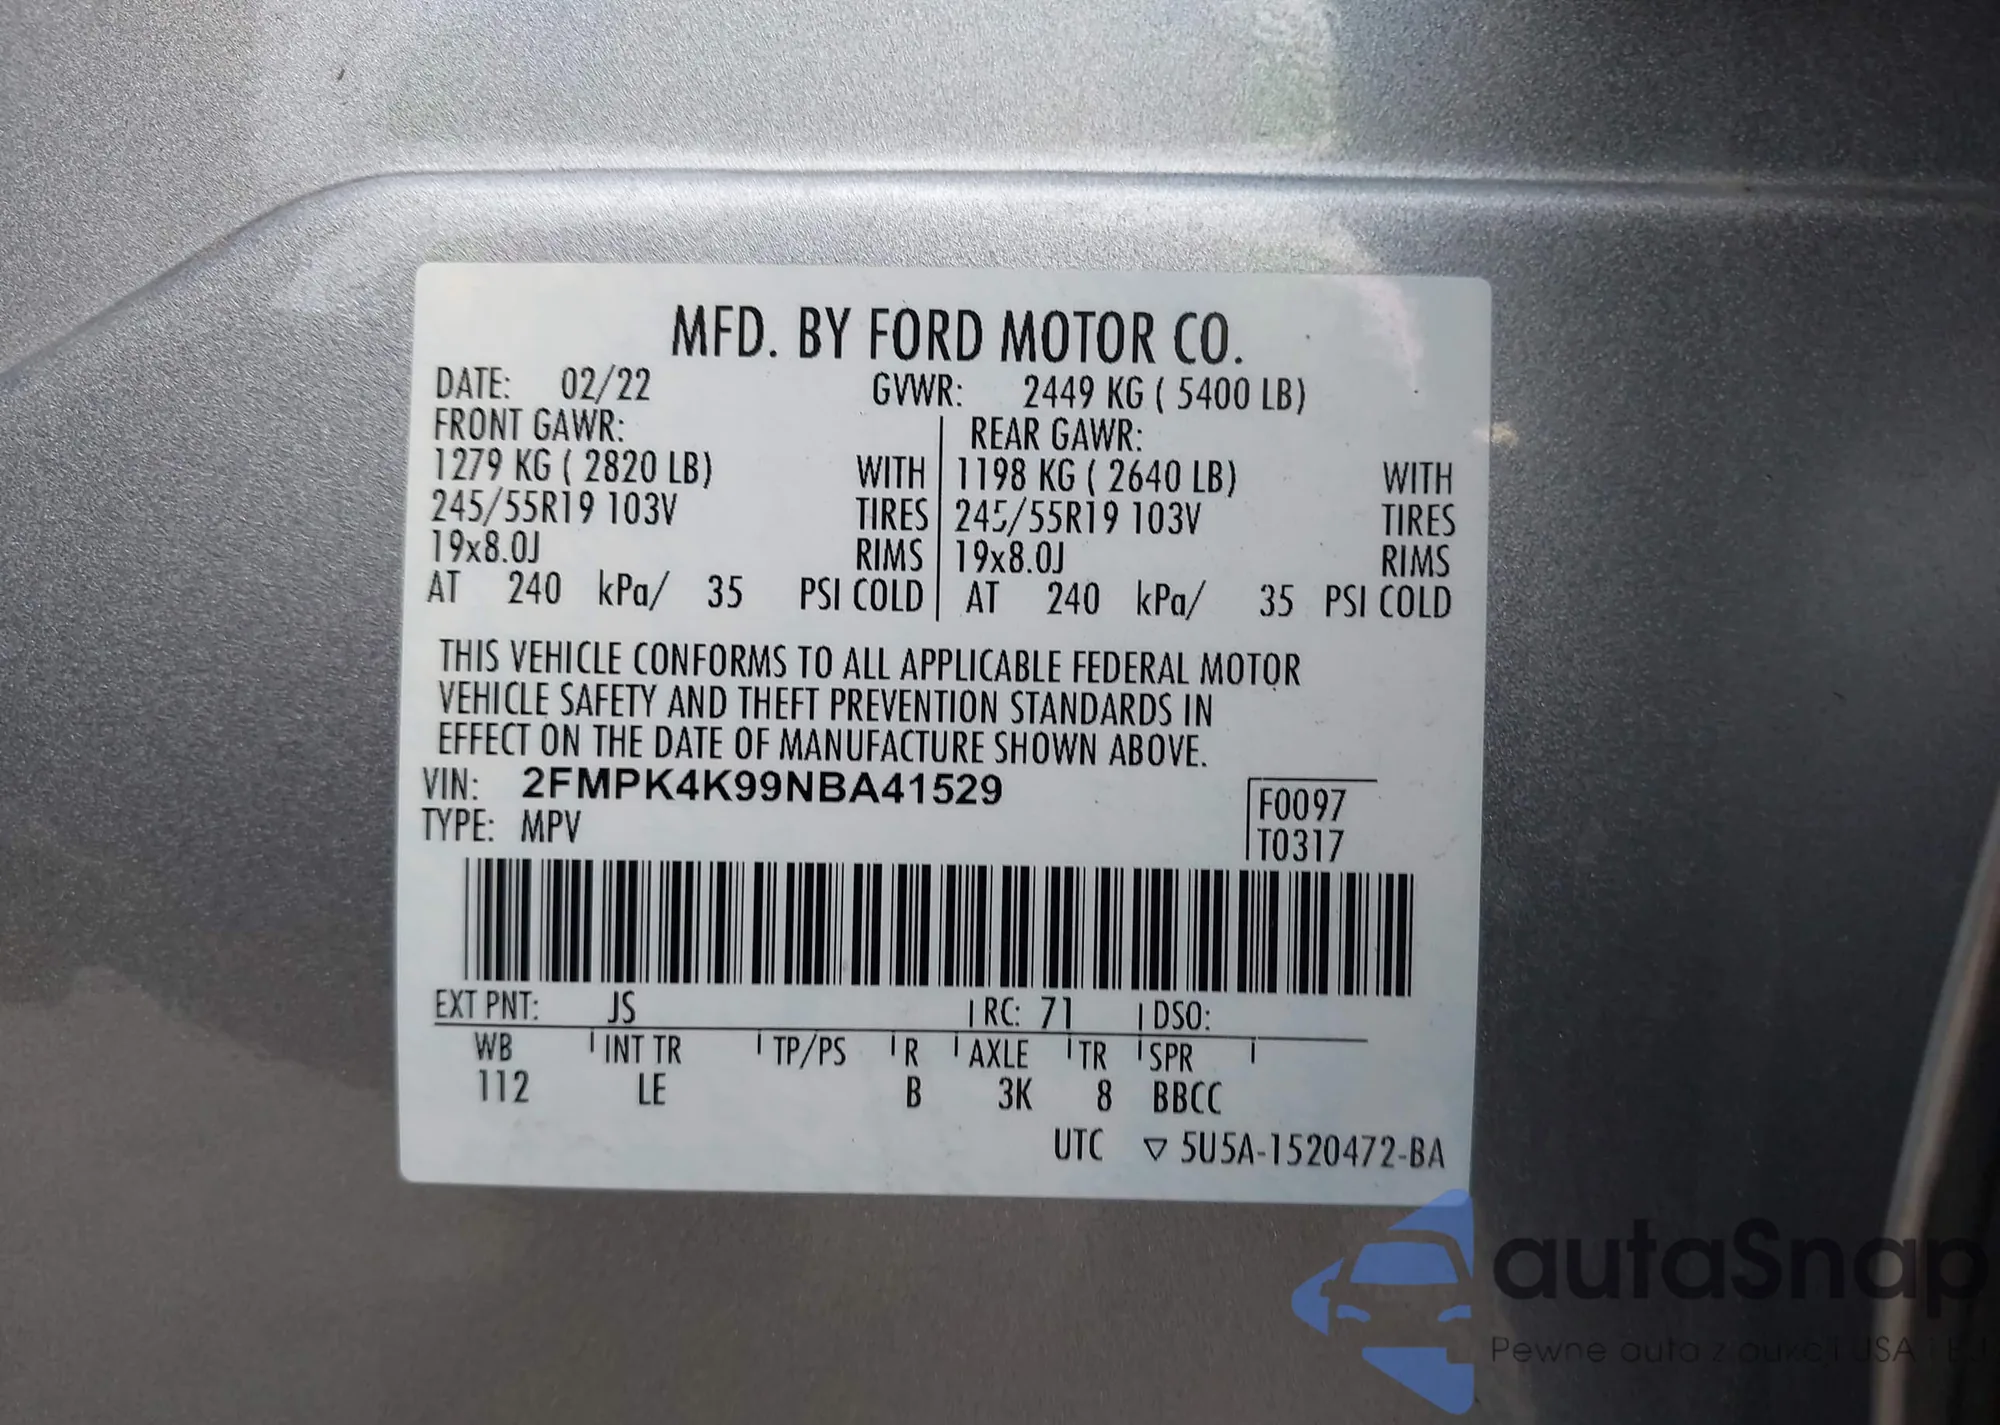 MFD. BY FORD MOTOR CO.
DATE: 02/22 GVWR: 2449 KG ( 5400 LB)
FRONT GAWR: REAR GAWR:
1279 KG ( 2820 LB) WITH 1198 KG ( 2640 LB) WITH
245/55R19 103V TIRES 245/55R19 103V TIRES
19x8.0J RIMS 19x8.0J RIMS
AT 240 kPa/ 35 PSI COLD AT 240 kPa/ 35 PSI COLD
THIS VEHICLE CONFORMS TO ALL APPLICABLE FEDERAL MOTOR
VEHICLE SAFETY AND THEFT PREVENTION STANDARDS IN
EFFECT ON THE DATE OF MANUFACTURE SHOWN ABOVE.
VIN: 2FMPK4K99NBA41529
F0097
TYPE: MPV
T0317
EXT PNT: JS RC: 71 DSO:
WB INT TR TP/PS R AXLE TR SPR
112 LE B 3K 8 BBCC
UTC ▽ 5U5A-1520472-BA
autaSnap
Pewne auta z aukcji USA i EU